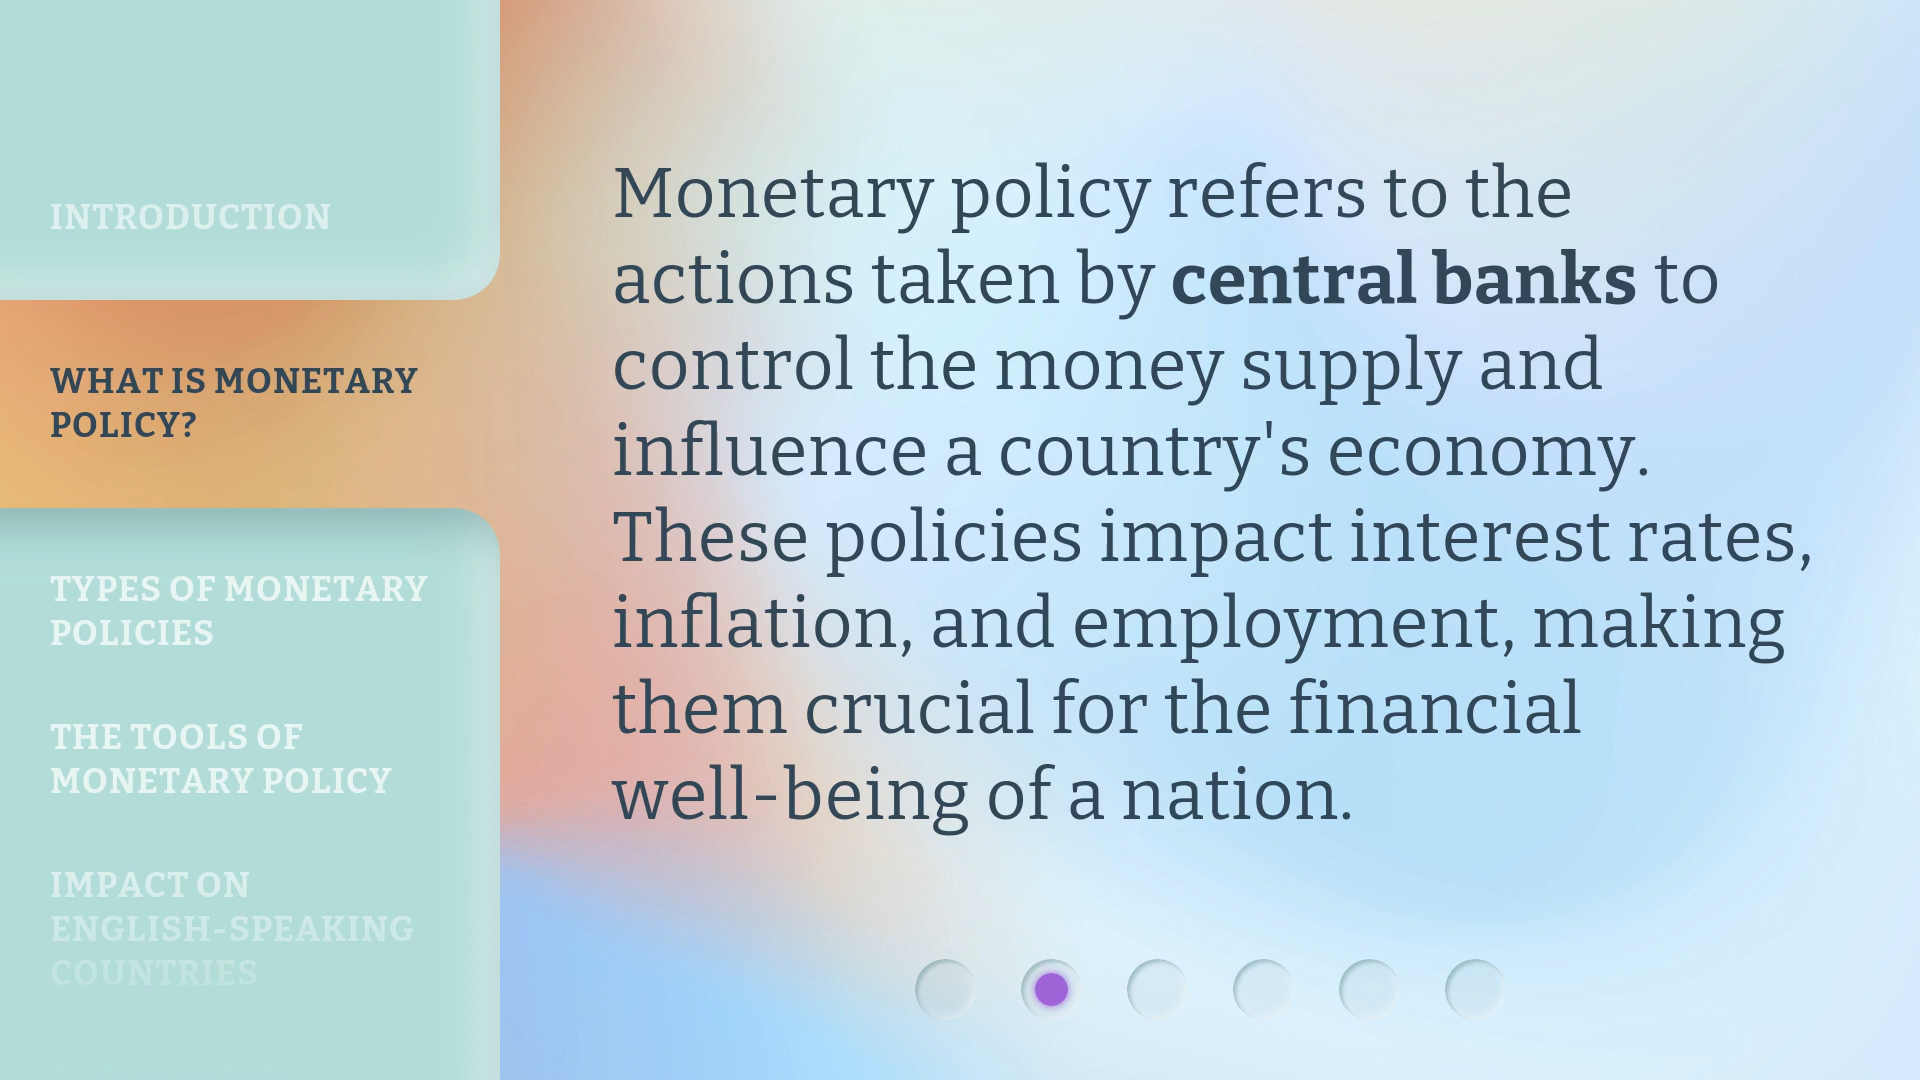 INTRODUCTION
WHAT IS MONETARY
POLICY?
TYPES OF MONETARY
POLICIES
THE TOOLS OF
MONETARY POLICY
IMPACT ON
ENGLISH-SPEAKING
COUNTRIES
Monetary policy refers to the
actions taken by central banks to
control the money supply and
influence a country's economy.
These policies impact interest rates,
inflation, and employment, making
them crucial for the financial
well-being of a nation.